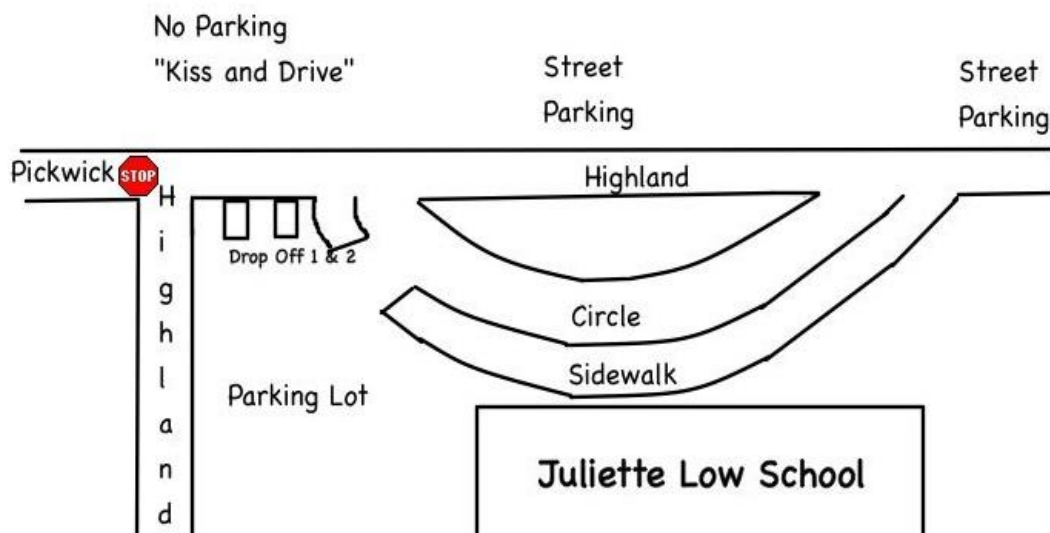 No Parking
"Kiss and Drive"
Street
Parking
Street
Parking
Pickwick
STOP
Highland
Highland
Drop Off 1 & 2
Circle
Sidewalk
Parking Lot
Juliette Low School